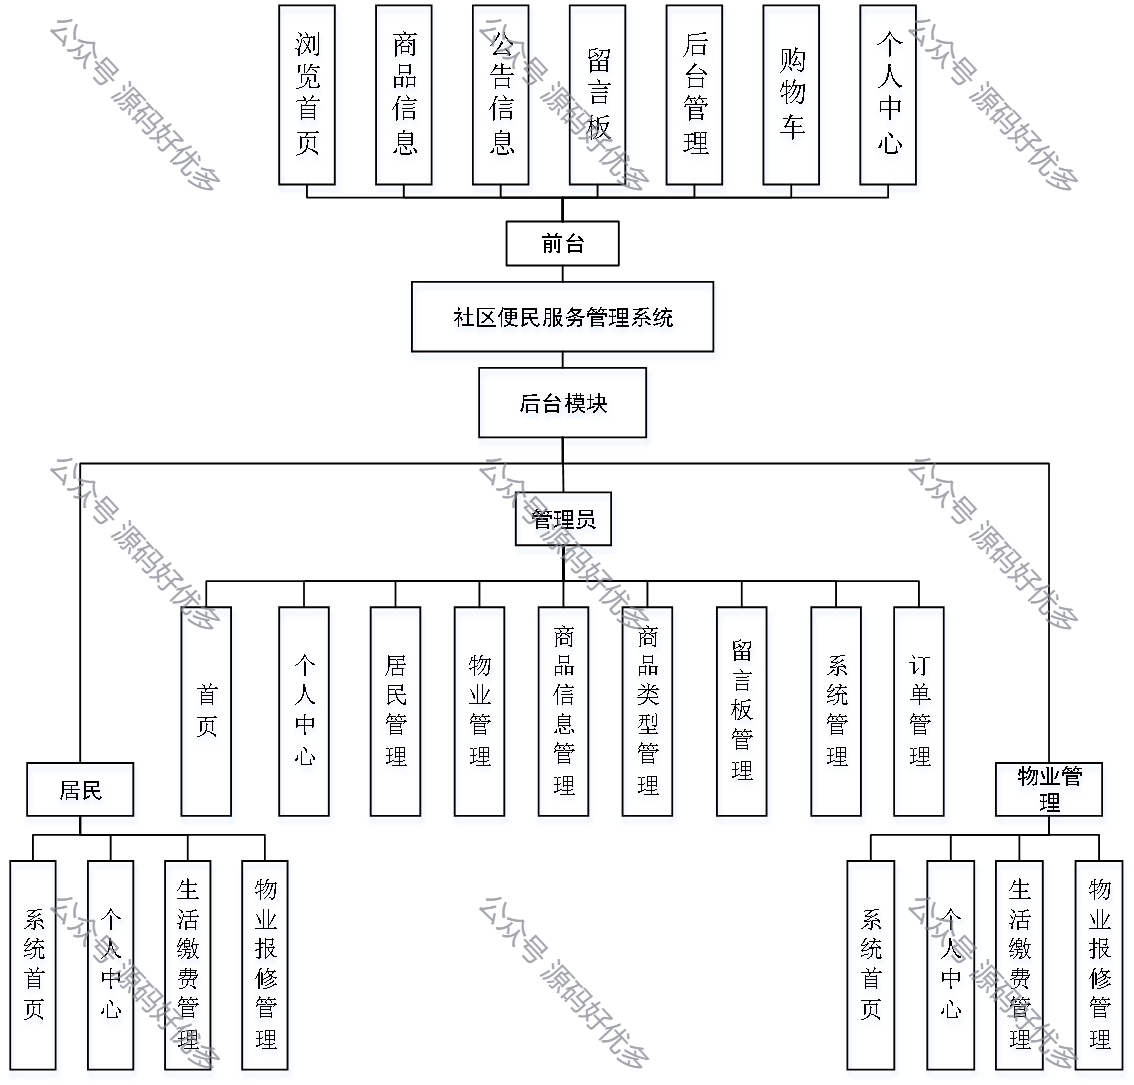 浏览首页
商品信息
公告信息
留言板
后台管理
购物车
个人中心
前台
社区便民服务管理系统
后台模块
管理员
首页
个人中心
居民管理
物业管理
商品信息管理
商品类型管理
留言板管理
系统管理
订单管理
居民
物业管
理
系统首页
个人中心
生活缴费管理
物业报修管理
系统首页
个人中心
生活缴费管理
物业报修管理
公众号 源码好优多
公众号 源码好优多
公众号 源码好优多
公众号 源码好优多
公众号 源码好优多
公众号 源码好优多
公众号 源码好优多
公众号 源码好优多
公众号 源码好优多